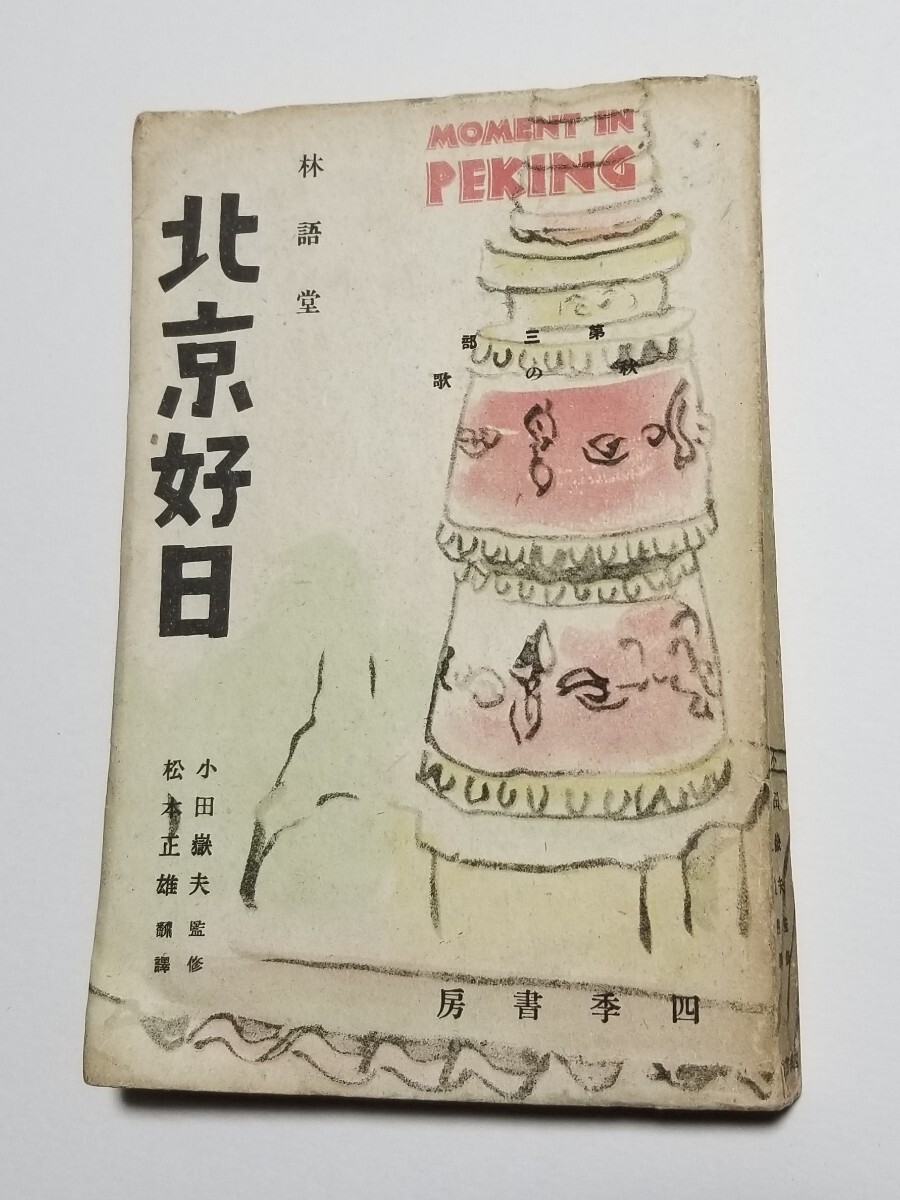 MOMENT IN
PEKING
林語堂
北京好日
第三部
秋の歌
小田嶽夫 監修
松本正雄 飜譯
四季書房